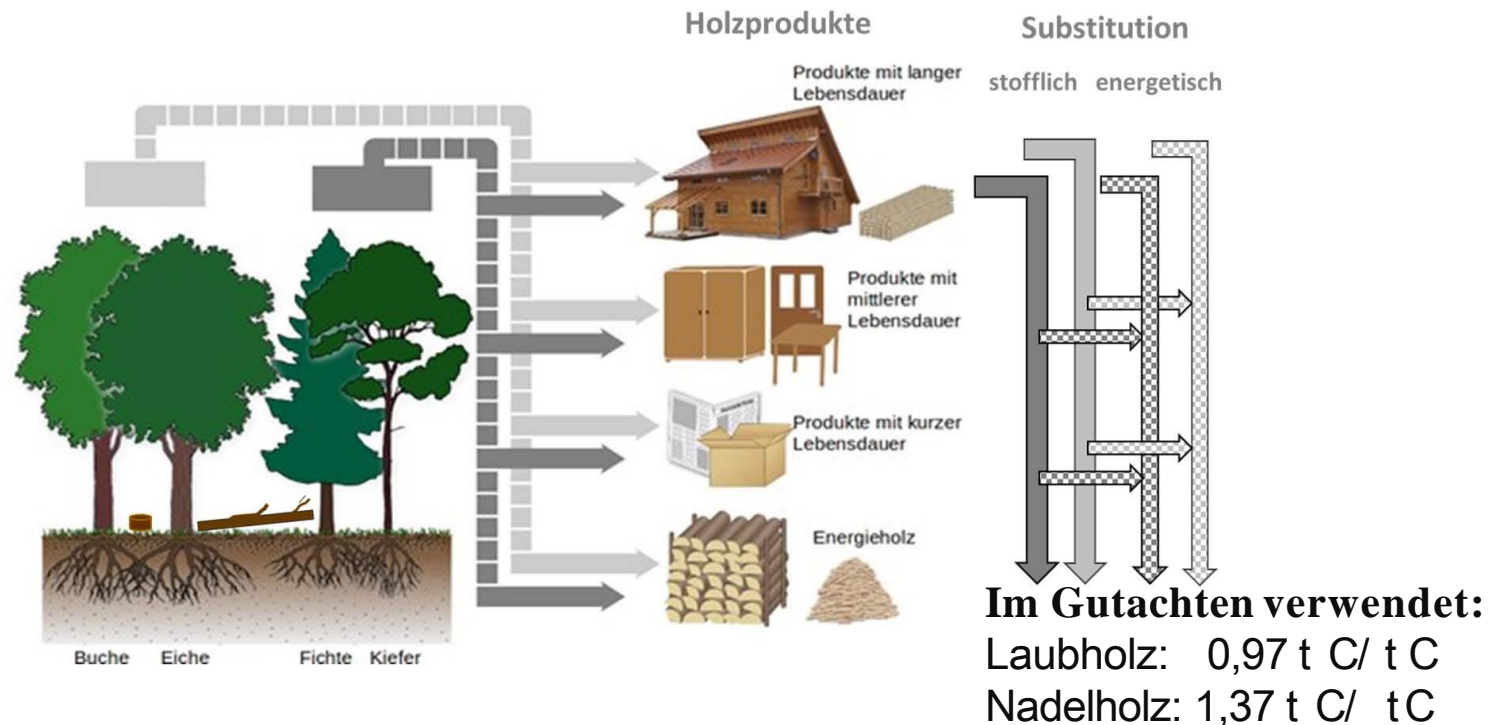 Holzprodukte
Substitution
stofflich energetisch
Produkte mit langer
Lebensdauer
Produkte mit
mittlerer
Lebensdauer
Produkte mit kurzer
Lebensdauer
Energieholz
Buche Eiche Fichte Kiefer
Im Gutachten verwendet:
Laubholz: 0,97 t C/ t C
Nadelholz: 1,37 t C/ t C